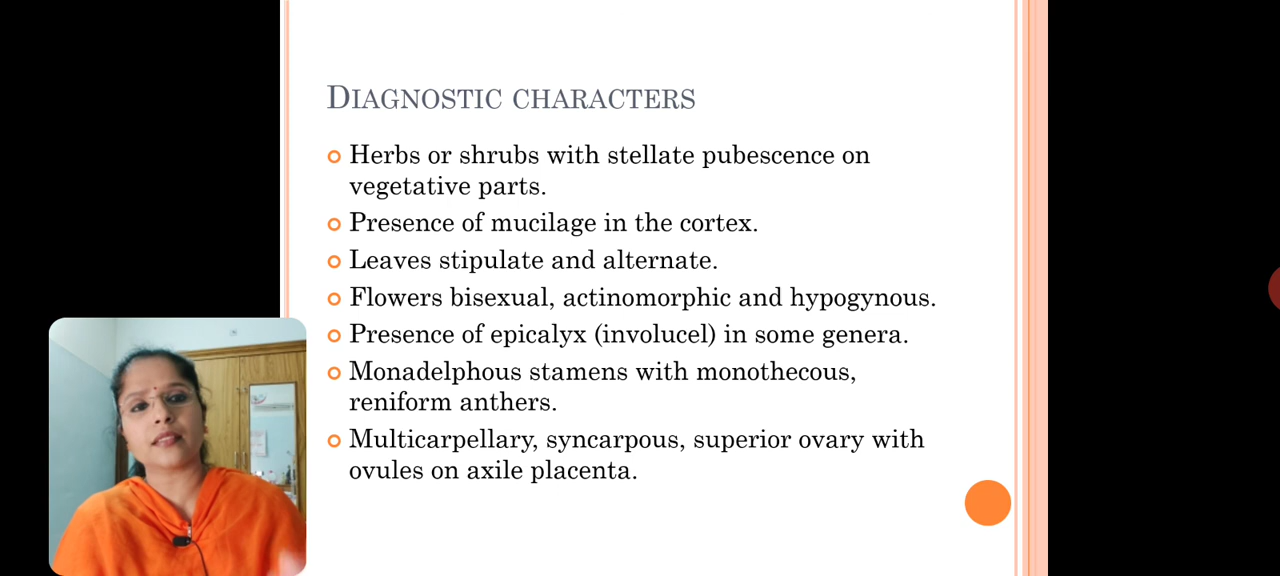 DIAGNOSTIC CHARACTERS
Herbs or shrubs with stellate pubescence on
vegetative parts.
Presence of mucilage in the cortex.
Leaves stipulate and alternate.
Flowers bisexual, actinomorphic and hypogynous.
Presence of epicalyx (involucel) in some genera.
Monadelphous stamens with monothecous,
reniform anthers.
Multicarpellary, syncarpous, superior ovary with
ovules on axile placenta.